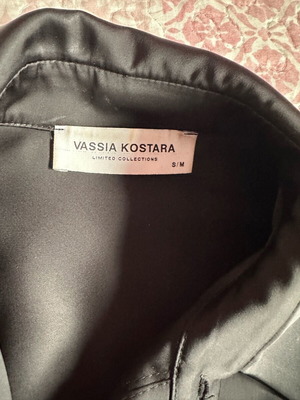 VASSIA KOSTARA
LIMITED COLLECTIONS
S/M